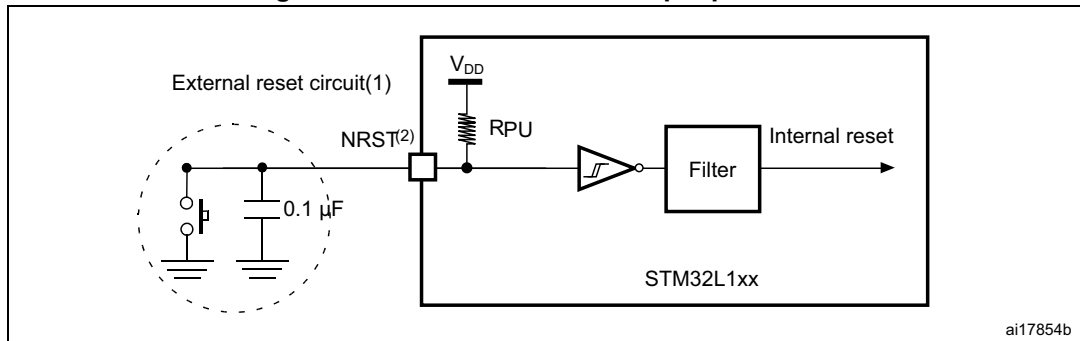 External reset circuit(1)
VDD
NRST(2)
RPU
Internal reset
Filter
0.1 µF
STM32L1xx
ai17854b